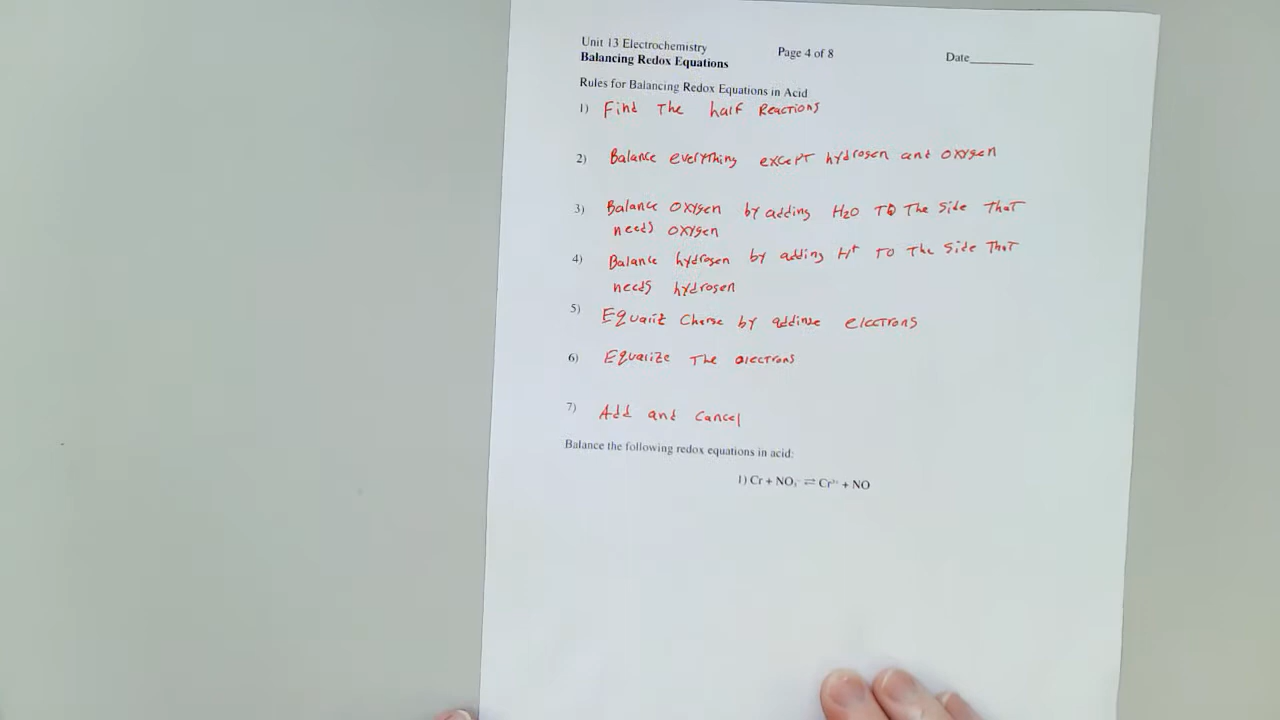 Unit 13 Electrochemistry Page 4 of 8 Date__________
Balancing Redox Equations
Rules for Balancing Redox Equations in Acid
1) Find The half Reactions
2) Balance everything except hydrogen and oxygen
3) Balance oxygen by adding H2O TO The Side That
needs oxygen
4) Balance hydrogen by adding H⁺ TO The Side That
needs hydrogen
5) Equaliz Charge by adding electrons
6) Equalize The electrons
7) Add and Cancel
Balance the following redox equations in acid:
1) Cr + NO₃⁻ ⇌ Cr³⁺ + NO